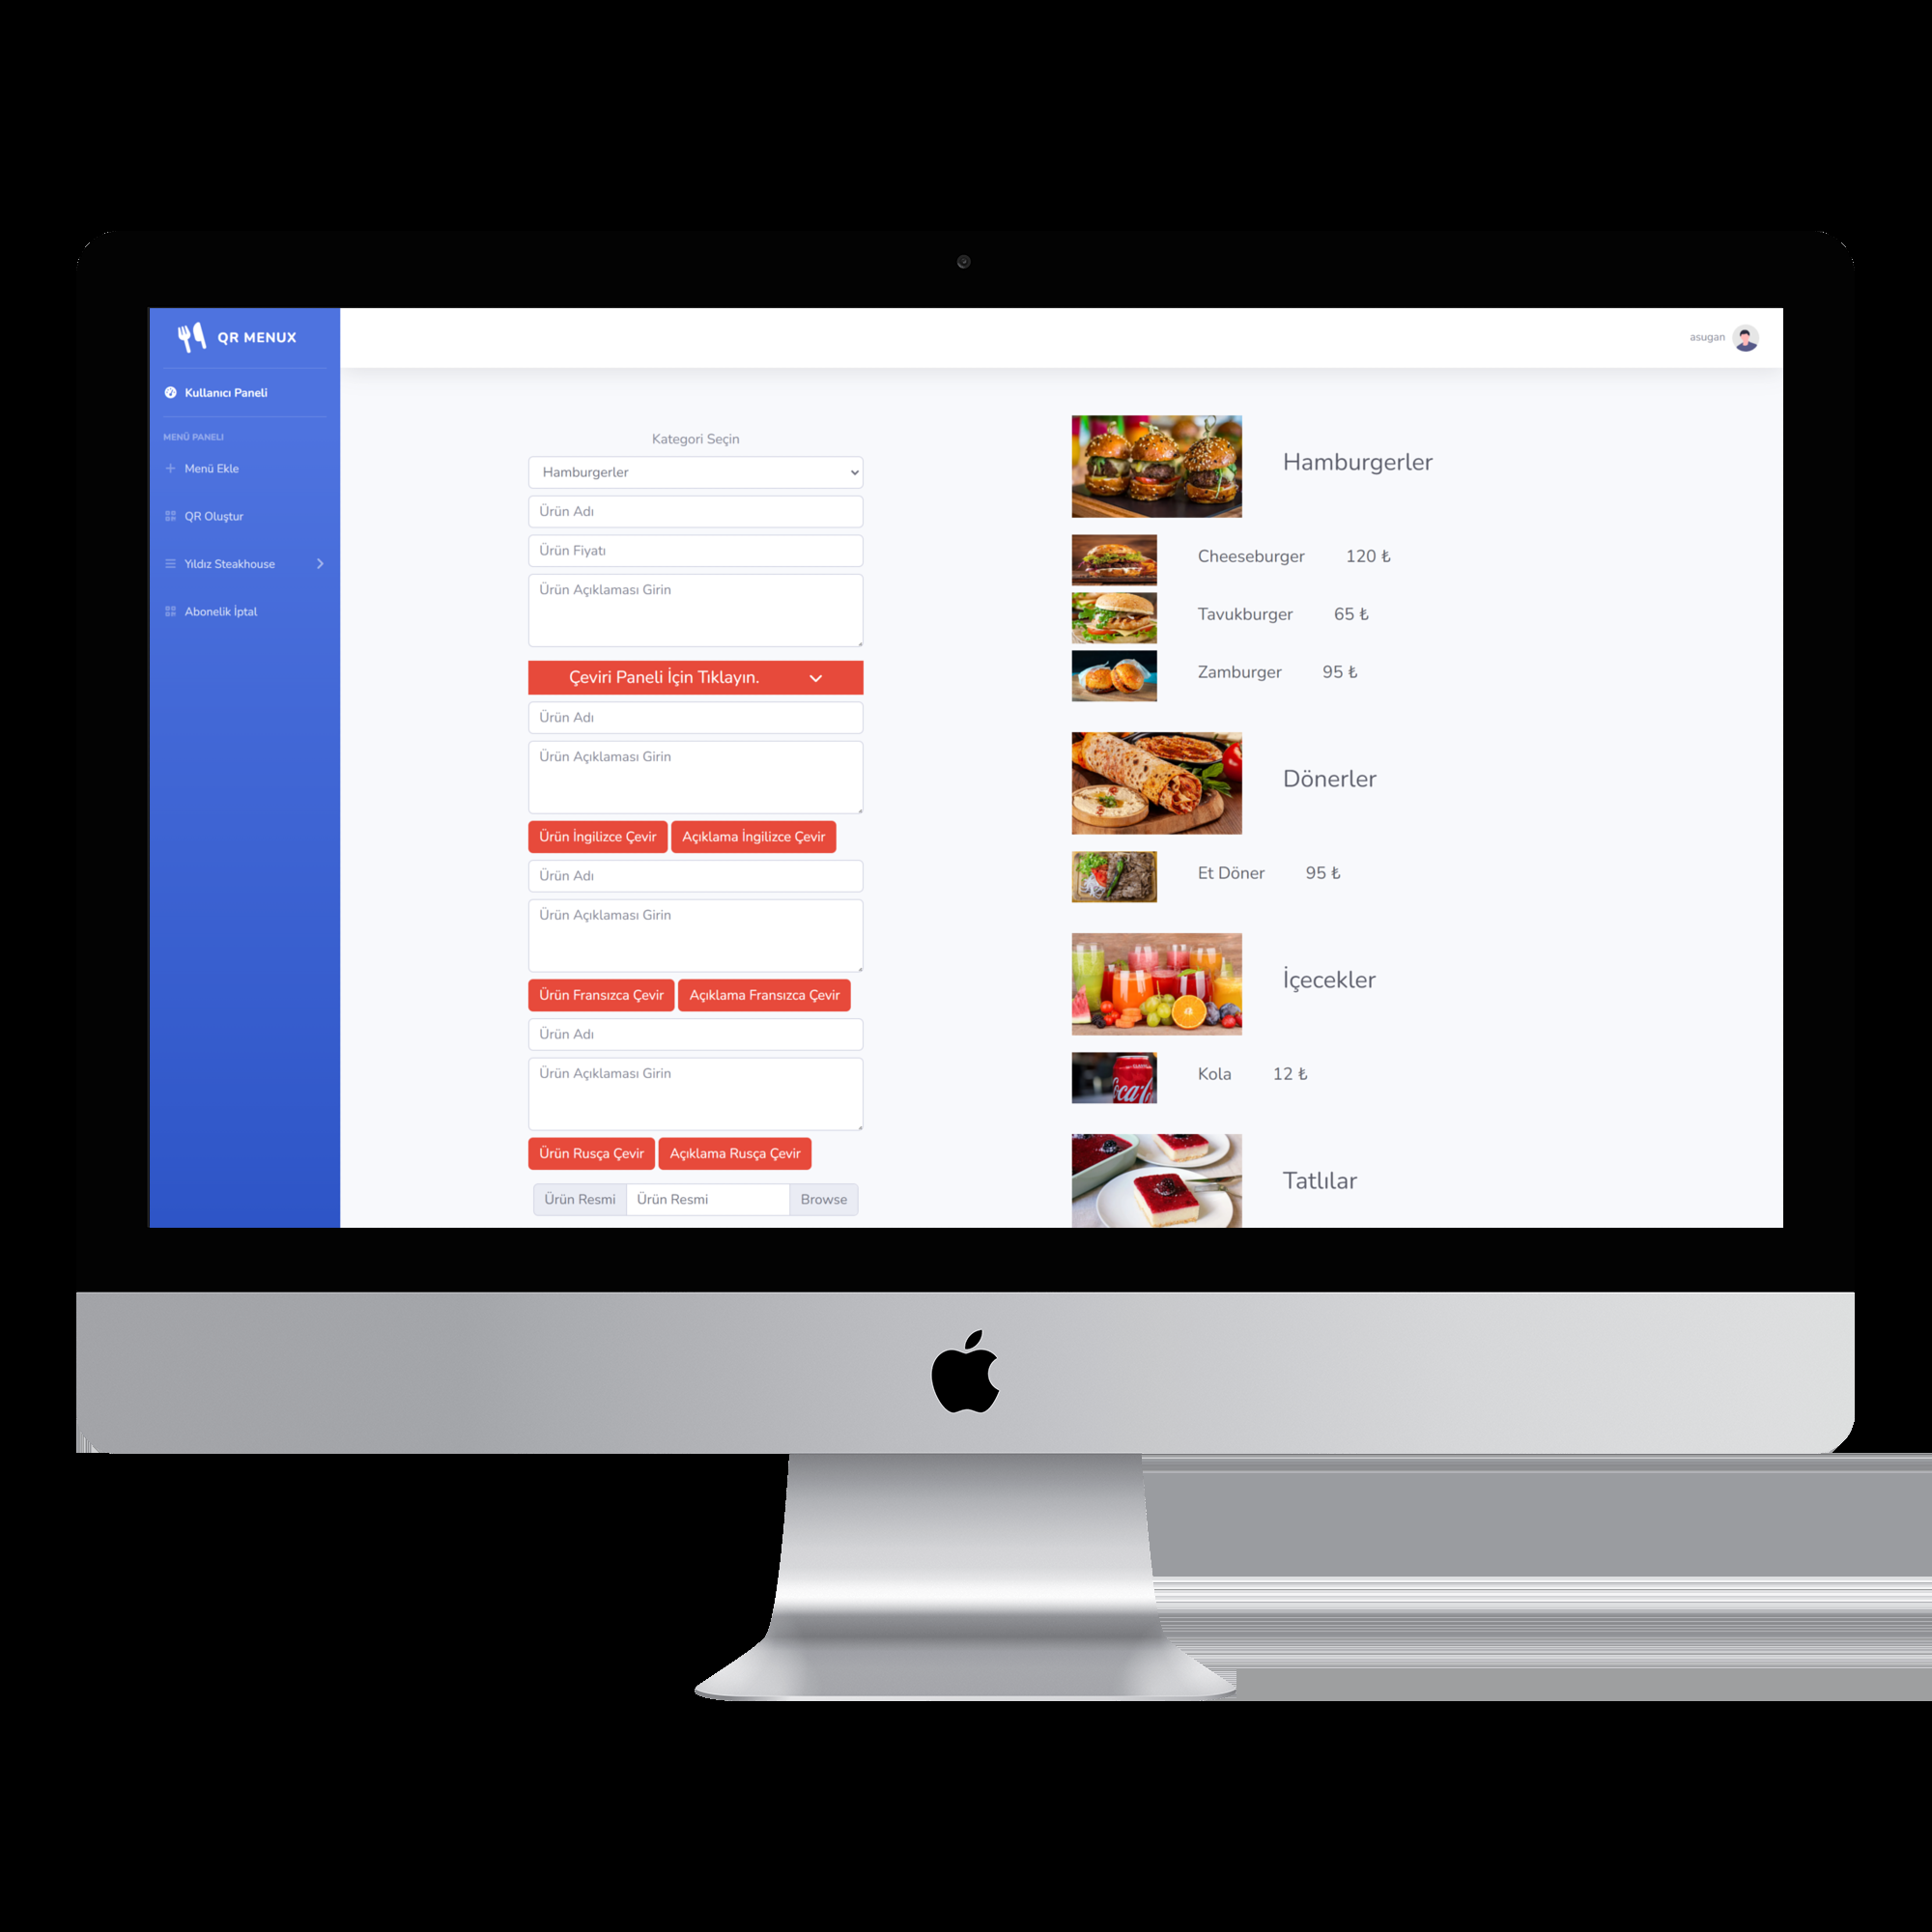 QR MENUX
asugan
Kullanıcı Paneli
MENÜ PANELI
Menü Ekle
QR Oluştur
Yıldız Steakhouse
Abonelik İptal
Kategori Seçin
Hamburgerler
Ürün Adı
Ürün Fiyatı
Ürün Açıklaması Girin
Çeviri Paneli İçin Tıklayın.
Ürün Adı
Ürün Açıklaması Girin
Ürün İngilizce Çevir Açıklama İngilizce Çevir
Ürün Adı
Ürün Açıklaması Girin
Ürün Fransızca Çevir Açıklama Fransızca Çevir
Ürün Adı
Ürün Açıklaması Girin
Ürün Rusça Çevir Açıklama Rusça Çevir
Ürün Resmi Ürün Resmi Browse
Hamburgerler
Cheeseburger 120 ₺
Tavukburger 65 ₺
Zamburger 95 ₺
Dönerler
Et Döner 95 ₺
İçecekler
Kola 12 ₺
Tatlılar